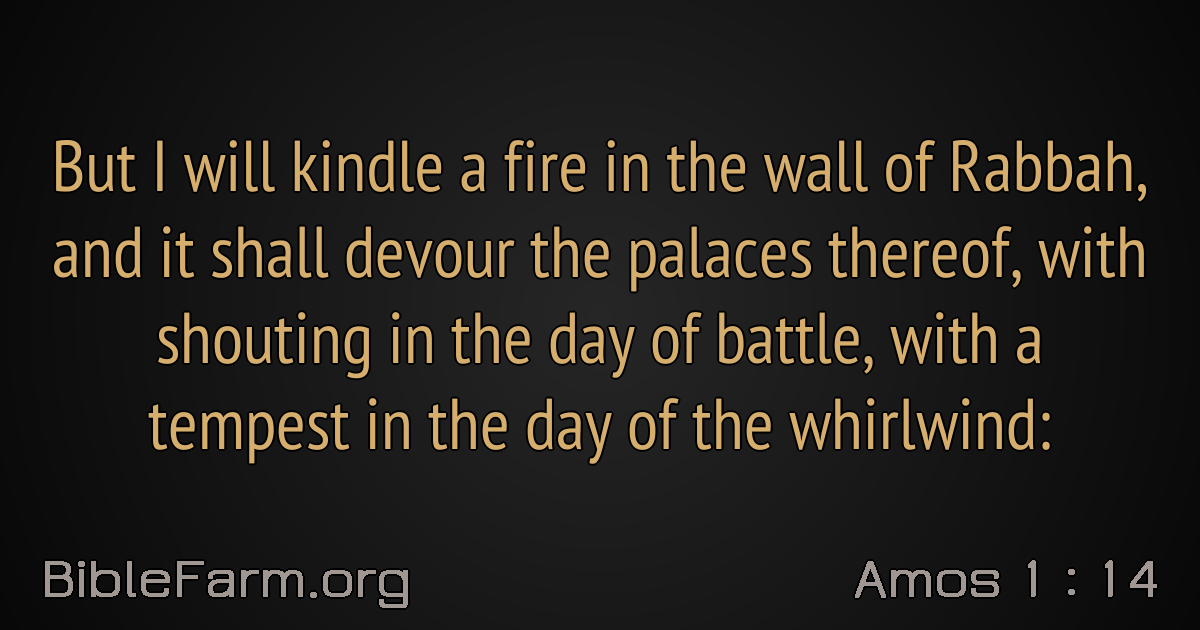 But I will kindle a fire in the wall of Rabbah,
and it shall devour the palaces thereof, with
shouting in the day of battle, with a
tempest in the day of the whirlwind:
BibleFarm.org
Amos 1 : 14